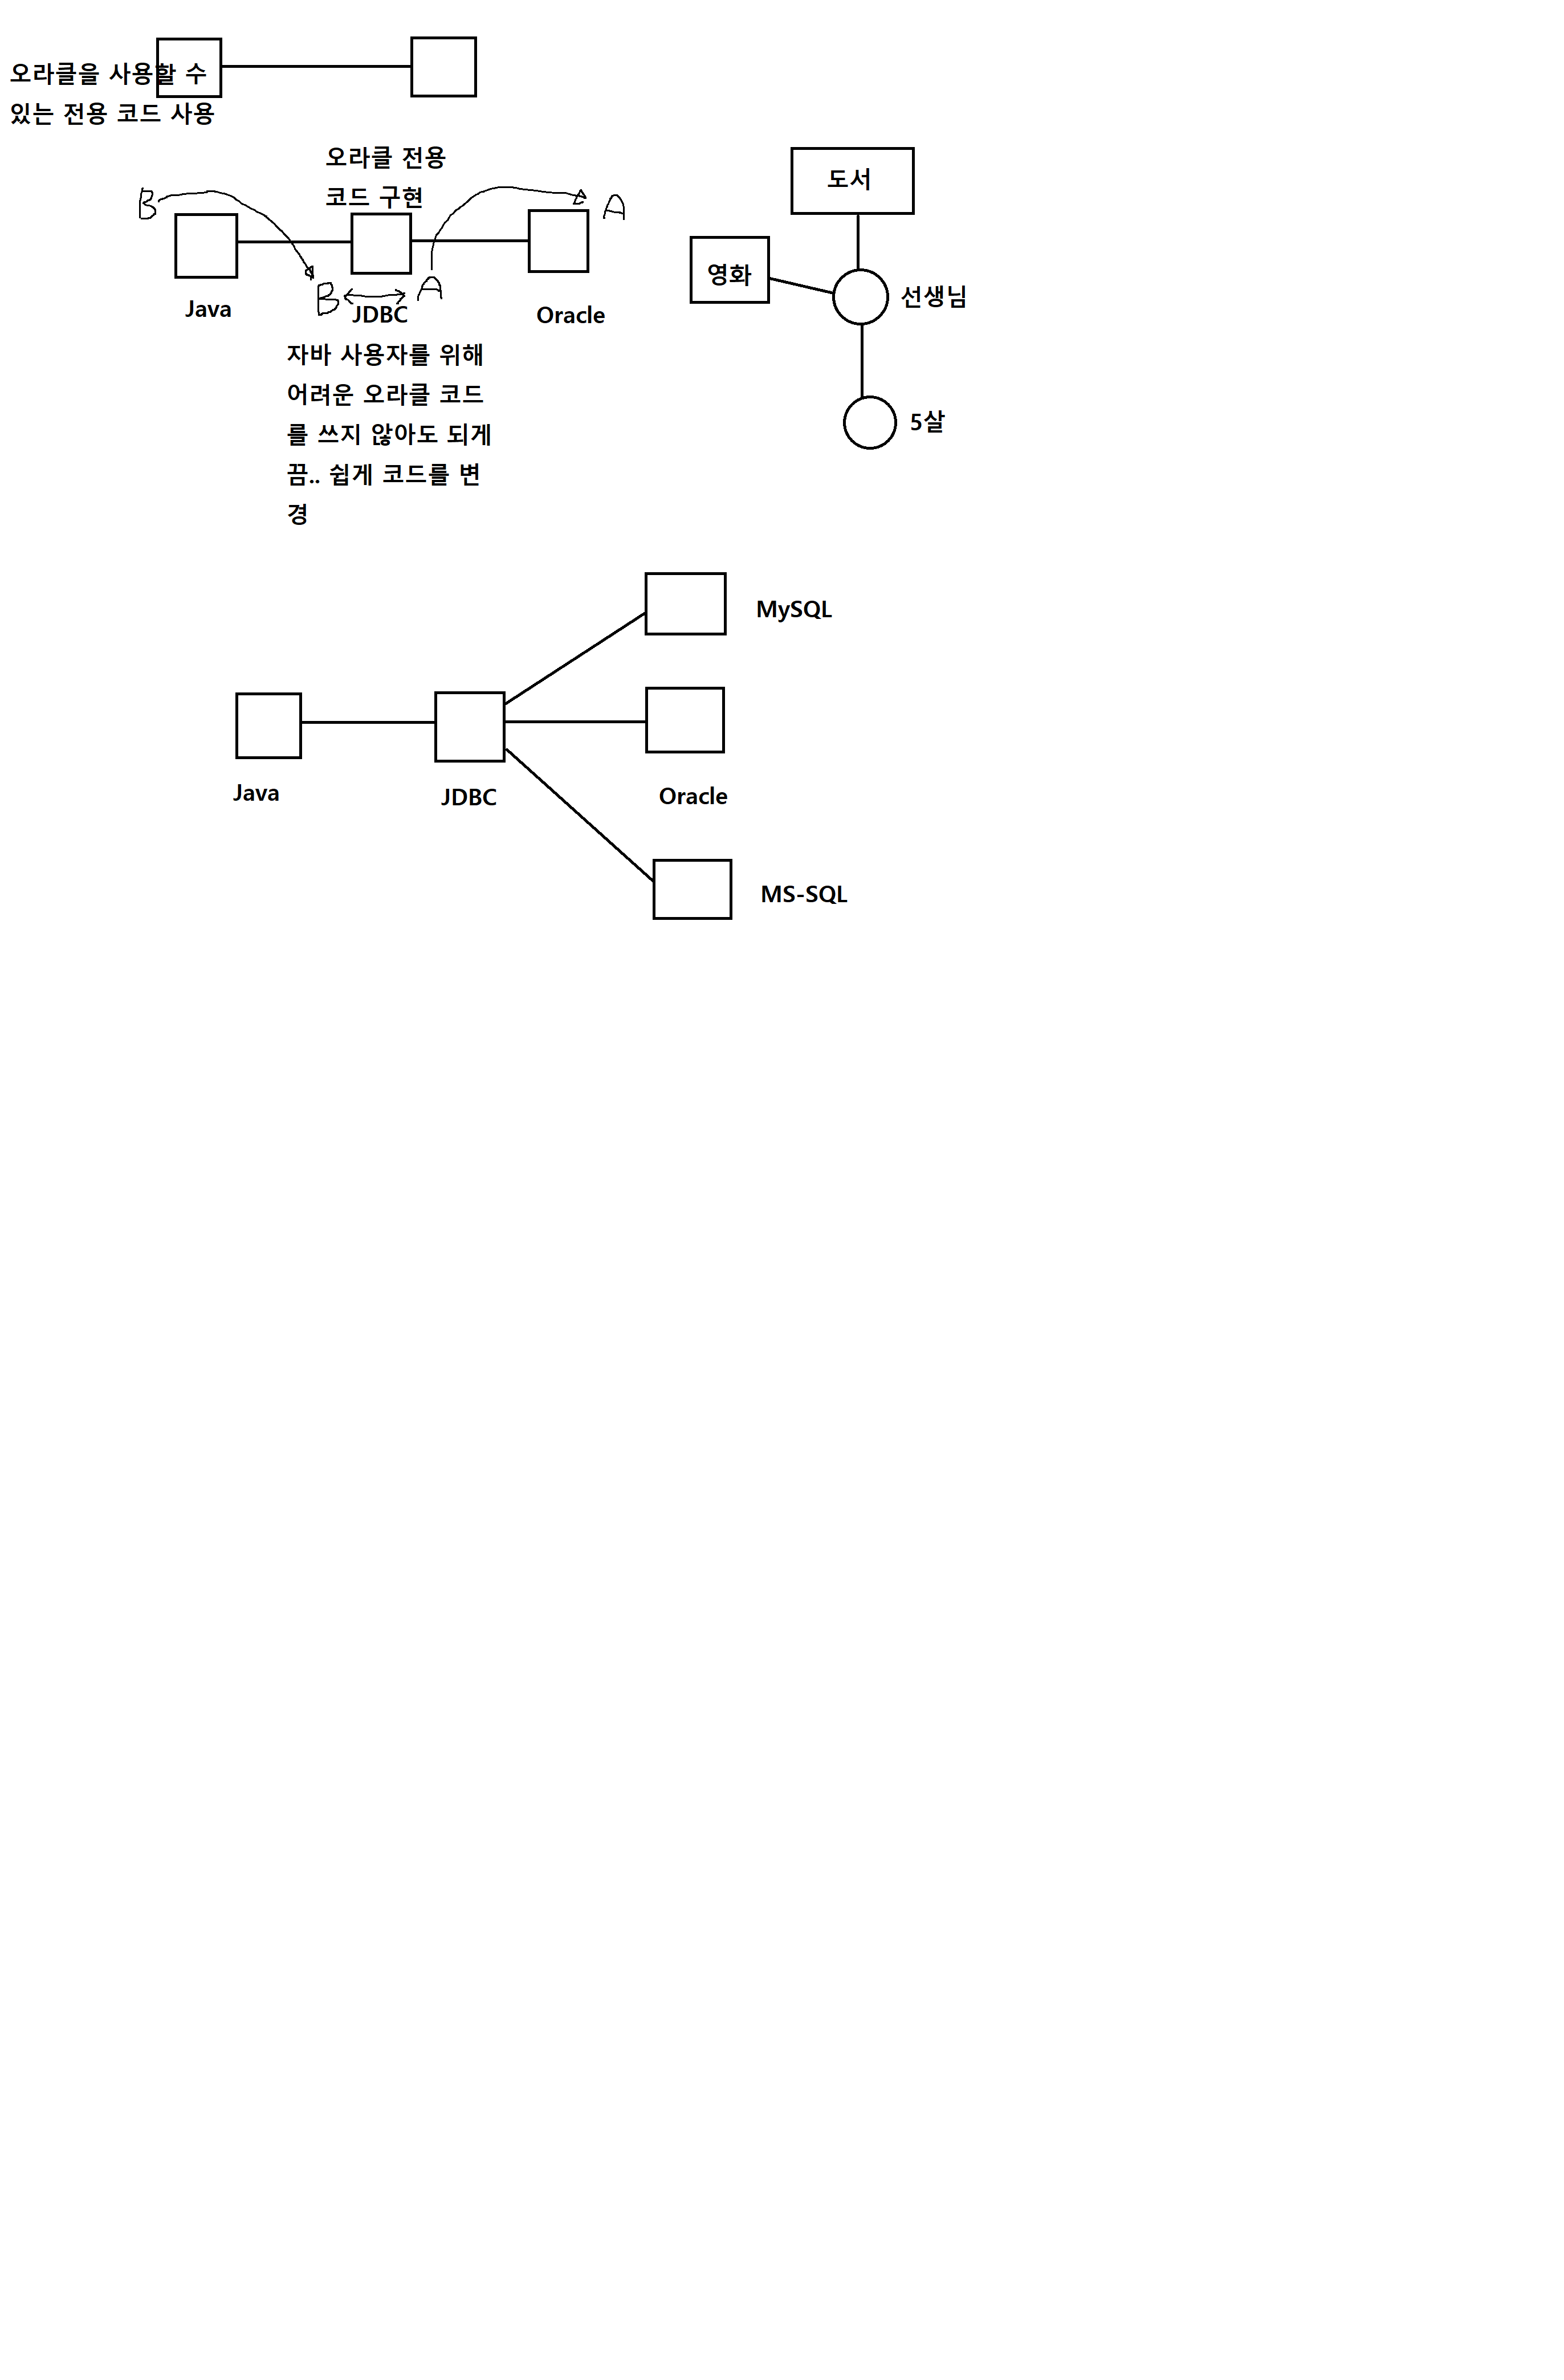 오라클을 사용할 수
있는 전용 코드 사용
오라클 전용
코드 구현
B
A
B
A
Java
JDBC
Oracle
자바 사용자를 위해
어려운 오라클 코드
를 쓰지 않아도 되게
끔.. 쉽게 코드를 변
경
도서
영화
선생님
5살
MySQL
Java
JDBC
Oracle
MS-SQL